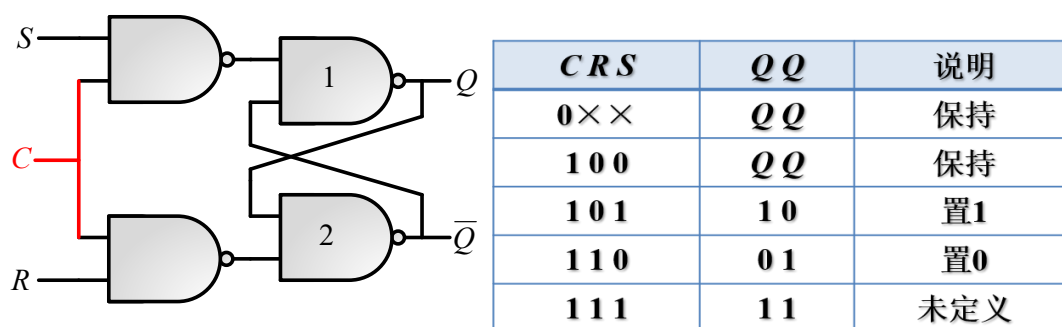 S
C
R
1
2
Q
Q̅
C R S Q Q 说明
0×× Q Q 保持
1 0 0 Q Q 保持
1 0 1 1 0 置1
1 1 0 0 1 置0
1 1 1 1 1 未定义